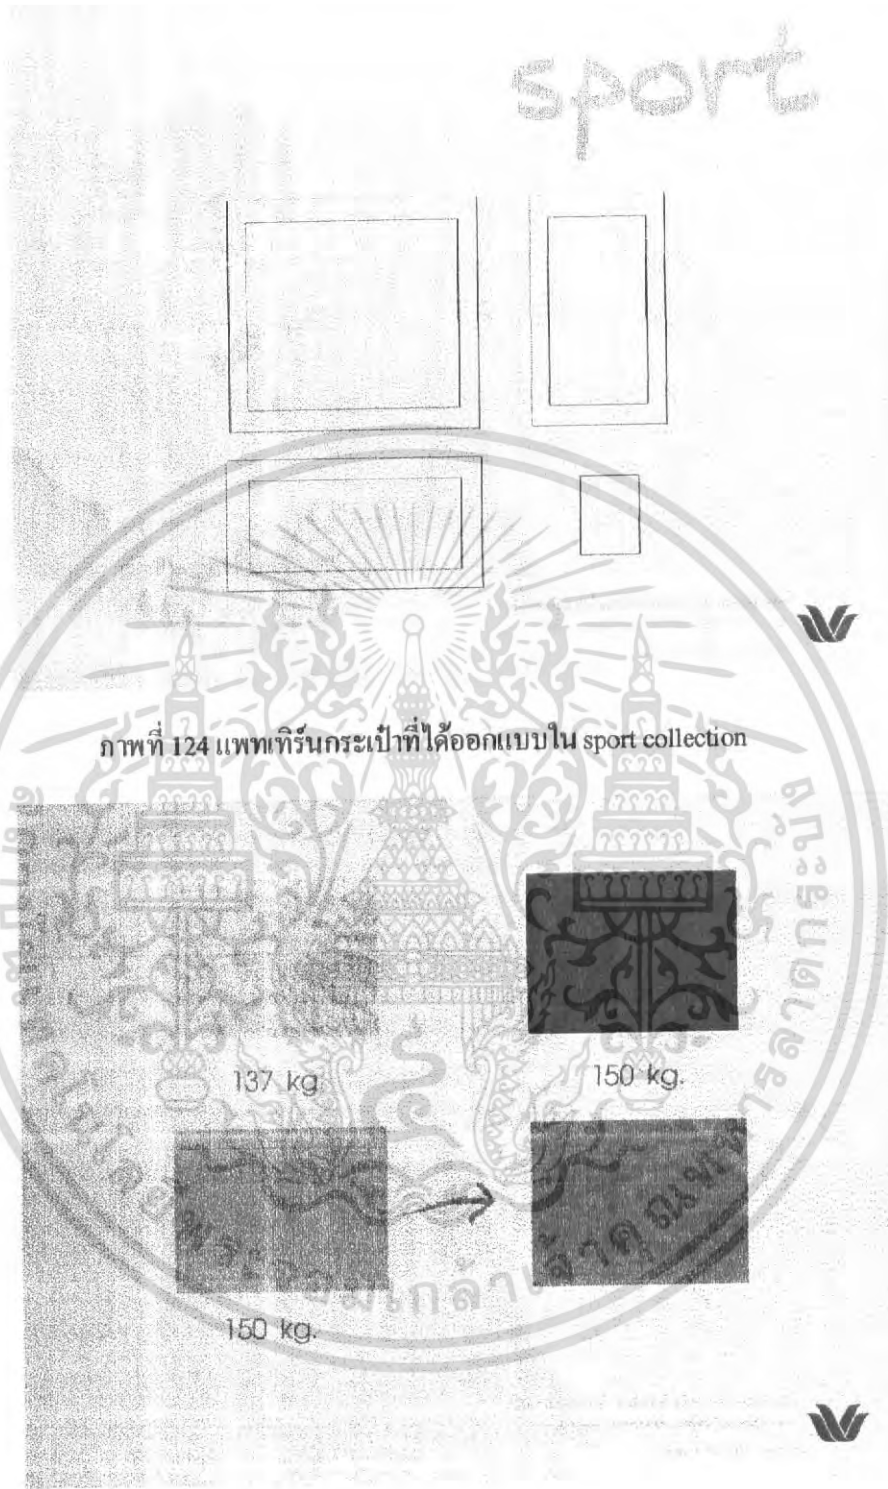 sport
ภาพที่ 124 แพทเทิร์นกระเป๋าที่ได้ออกแบบใน sport collection
137 kg
150 kg.
150 kg.